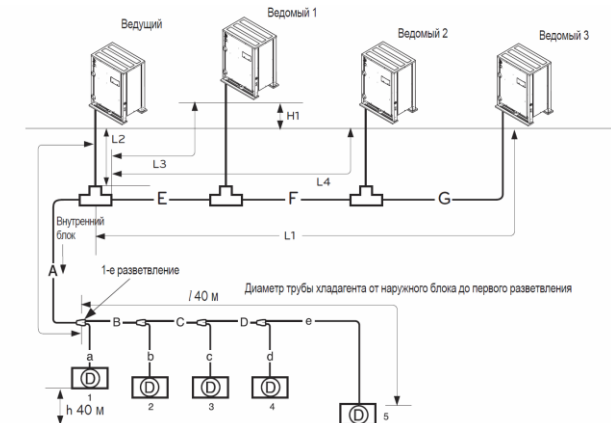 Ведущий
Ведомый 1
Ведомый 2
Ведомый 3
L2
H1
L3
L4
E
F
G
Внутренний
блок
L1
A
1-е разветвление
l 40 м
Диаметр трубы хладагента от наружного блока до первого разветвления
B
C
D
e
a
b
c
d
D
D
D
D
1
2
3
4
h 40 м
D
5